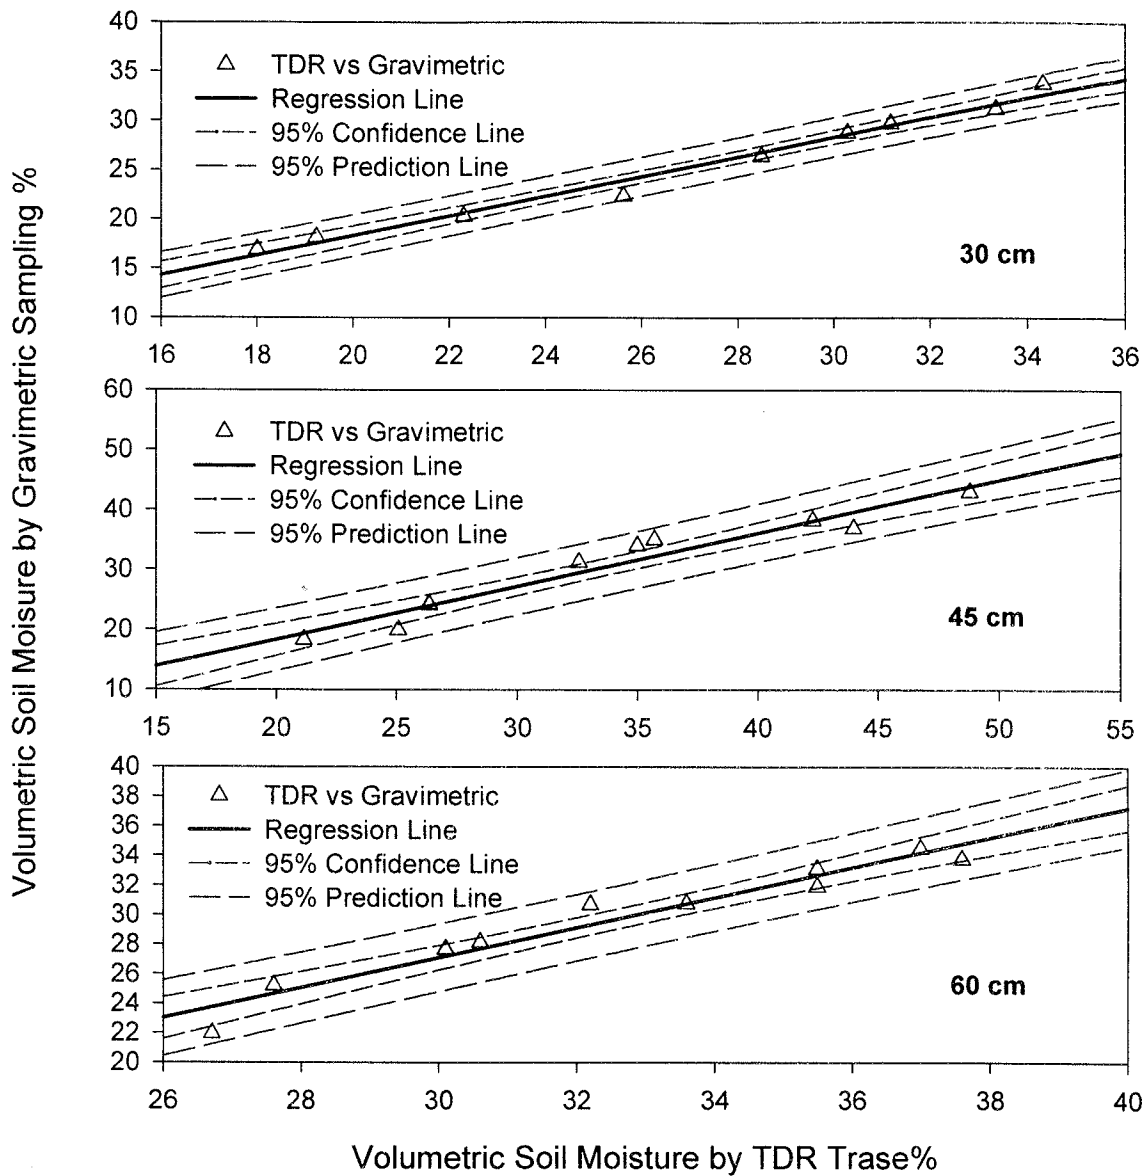 Volumetric Soil Moisure by Gravimetric Sampling %
40
35
30
25
20
15
10
TDR vs Gravimetric
Regression Line
95% Confidence Line
95% Prediction Line
30 cm
16 18 20 22 24 26 28 30 32 34 36
60
50
40
30
20
10
TDR vs Gravimetric
Regression Line
95% Confidence Line
95% Prediction Line
45 cm
15 20 25 30 35 40 45 50 55
40
38
36
34
32
30
28
26
24
22
20
TDR vs Gravimetric
Regression Line
95% Confidence Line
95% Prediction Line
60 cm
26 28 30 32 34 36 38 40
Volumetric Soil Moisture by TDR Trase%